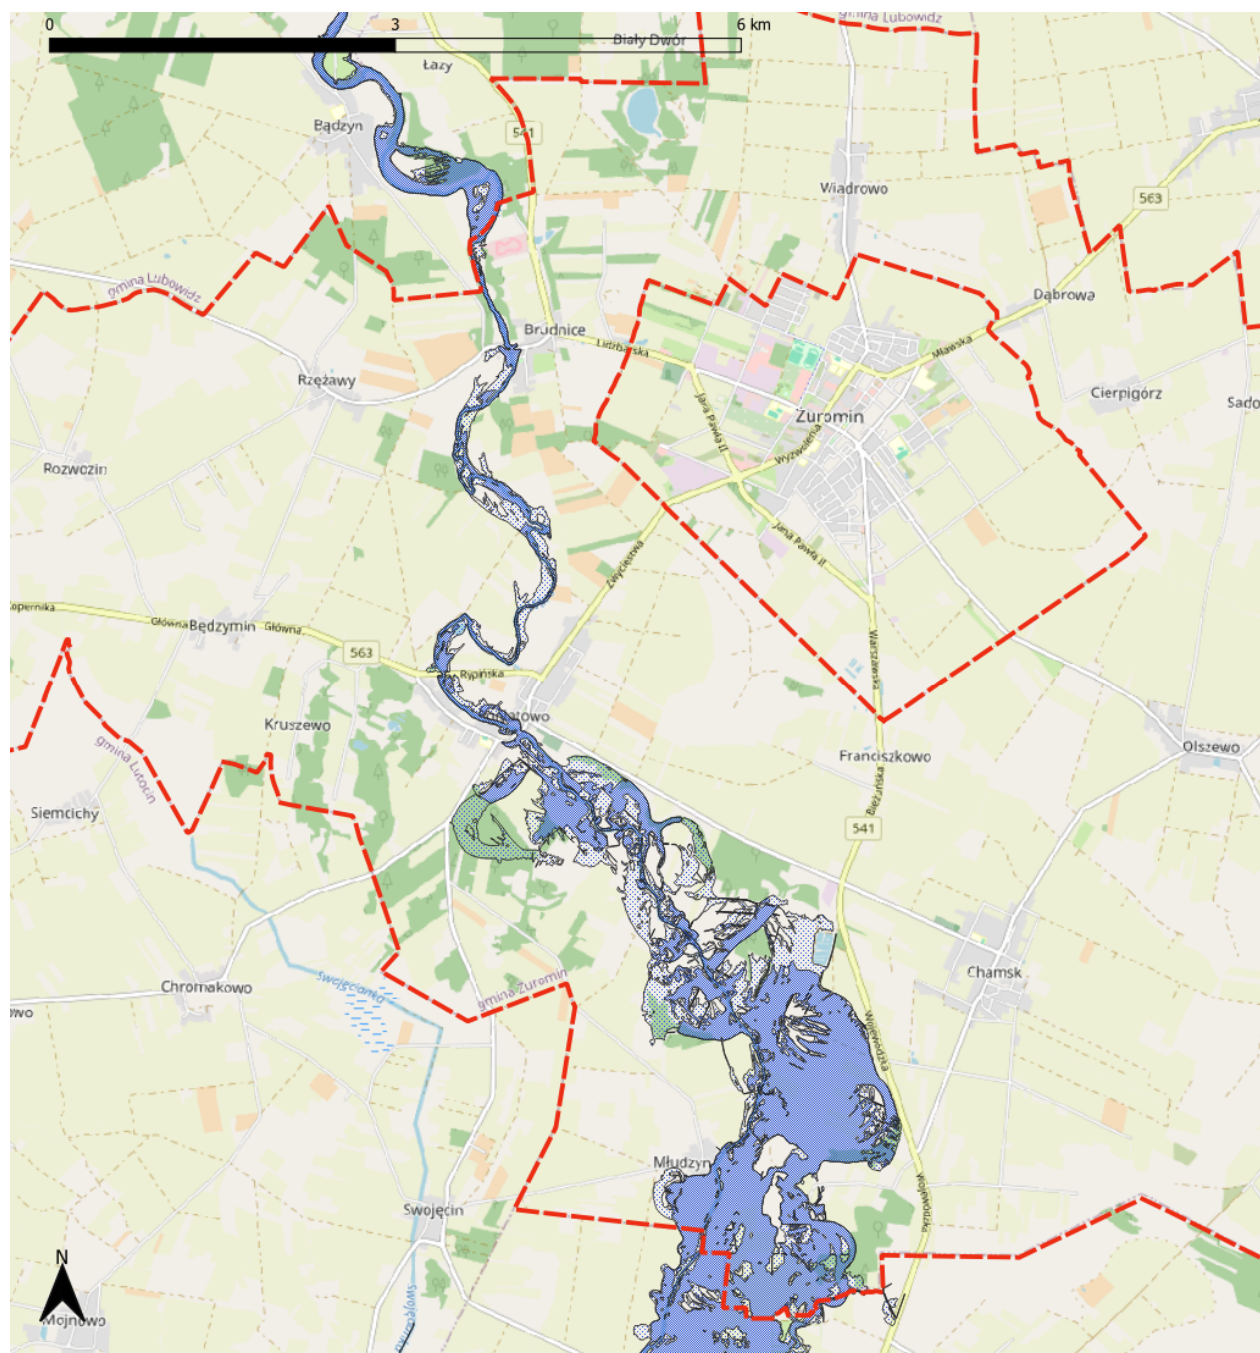 gmina Lubowidz
0 3 6 km
Biały Dwór
Łazy
541
Bądzyn
Wiadrowo
563
gmina Lubowidz
Dąbrowa
Brudnice
Lidzbarska
Mławska
Rzężawy
Cierpigórz
Jana Pawła II
Żuromin
Sado
Wyzwolenia
Rozwozin
Jana Pawła II
Zwycięstwa
Kopernika
Główna
Będzymin
Główna
563
Rypińska
Warszawska
Kruszewo
gmina Lutocin
Franciszkowo
Olszewo
Bieżuńska
Siemcichy
541
Chamsk
Swojęcianka
gmina Żuromin
Chromakowo
owo
Wojewódzka
Młudzyn
Swojęcin
Wojewódzka
N
Mojnowo